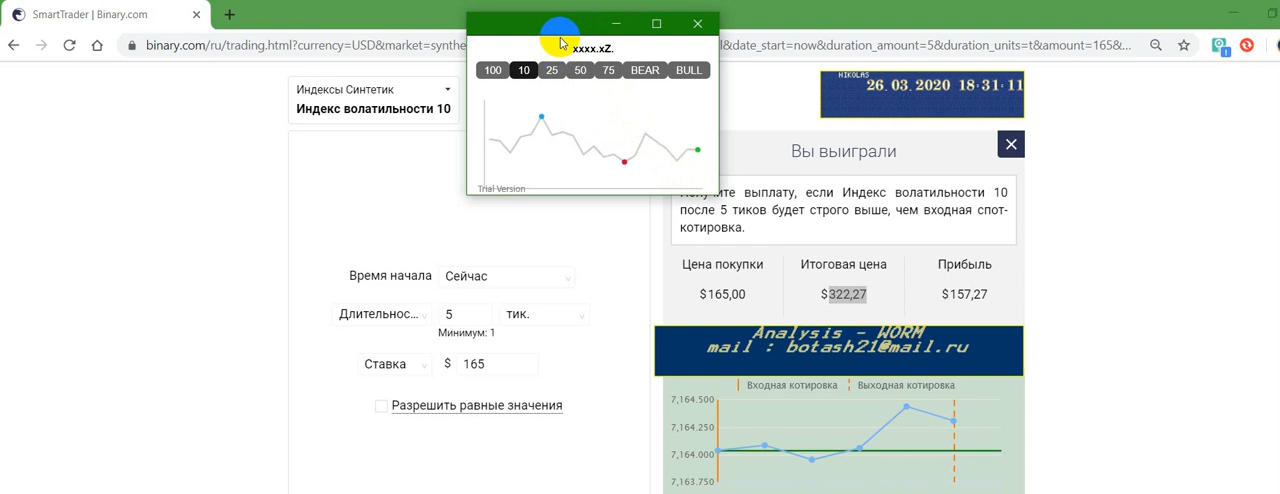 SmartTrader | Binary.com
binary.com/ru/trading.html?currency=USD&market=synthe
l&date_start=now&duration_amount=5&duration_units=t&amount=165&...
xxxx.xZ.
100 10 25 50 75 BEAR BULL
Trial Version
Индексы Синтетик
Индекс волатильности 10
NIKOLAS
26.03.2020 18:31:11
Вы выиграли
Получите выплату, если Индекс волатильности 10
после 5 тиков будет строго выше, чем входная спот-
котировка.
Цена покупки Итоговая цена Прибыль
$165,00 $322,27 $157,27
Время начала Сейчас
Длительнос... 5 тик.
Минимум: 1
Ставка $ 165
Разрешить равные значения
Analysis - WORM
mail : botash21@mail.ru
Входная котировка Выходная котировка
7,164.500
7,164.250
7,164.000
7,163.750